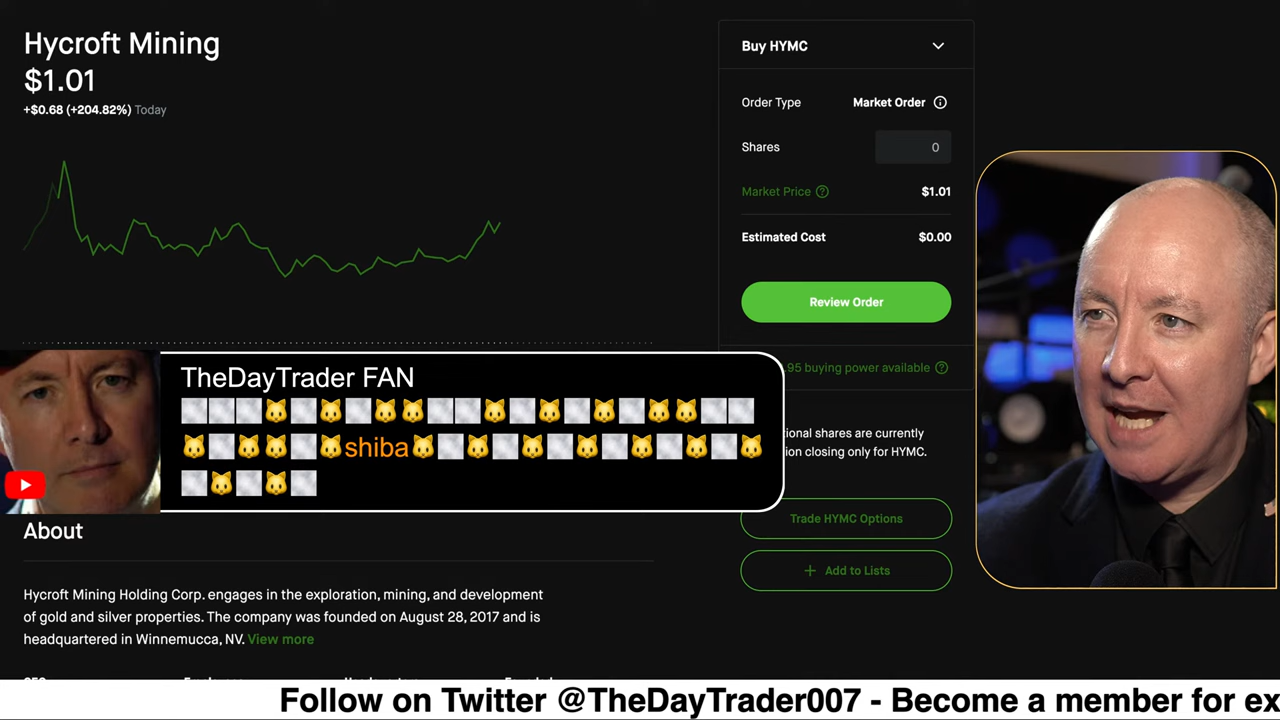 Hycroft Mining
$1.01
+$0.68 (+204.82%) Today
Buy HYMC
Order Type Market Order
Shares 0
Market Price $1.01
Estimated Cost $0.00
Review Order
.95 buying power available
TheDayTrader FAN
shiba
shares are currently
closing only for HYMC.
Trade HYMC Options
+ Add to Lists
About
Hycroft Mining Holding Corp. engages in the exploration, mining, and development
of gold and silver properties. The company was founded on August 28, 2017 and is
headquartered in Winnemucca, NV. View more
Follow on Twitter @TheDayTrader007 - Become a member for ex